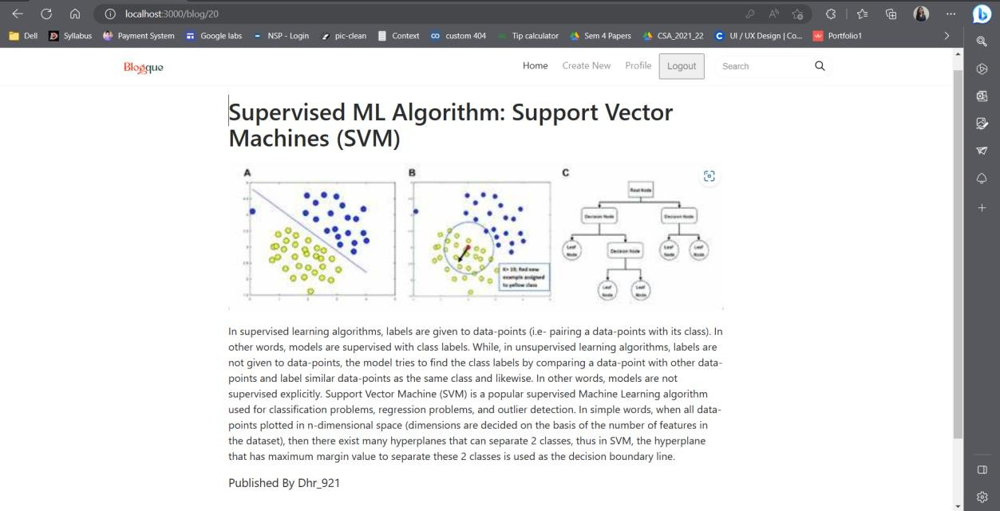 localhost:3000/blog/20
Dell
Syllabus
Payment System
Google labs
NSP - Login
pic-clean
Context
custom 404
Tip calculator
Sem 4 Papers
CSA_2021_22
UI / UX Design | Co...
Portfolio1
Blogque
Home
Create New
Profile
Logout
Search
Supervised ML Algorithm: Support Vector
Machines (SVM)
A
B
C
K= 10; Red new
example assigned
to yellow class
Root Node
Decision Node
Decision Node
Leaf
Node
Decision Node
Leaf
Node
Leaf
Node
Leaf
Node
Leaf
Node
In supervised learning algorithms, labels are given to data-points (i.e- pairing a data-points with its class). In
other words, models are supervised with class labels. While, in unsupervised learning algorithms, labels are
not given to data-points, the model tries to find the class labels by comparing a data-point with other data-
points and label similar data-points as the same class and likewise. In other words, models are not
supervised explicitly. Support Vector Machine (SVM) is a popular supervised Machine Learning algorithm
used for classification problems, regression problems, and outlier detection. In simple words, when all data-
points plotted in n-dimensional space (dimensions are decided on the basis of the number of features in
the dataset), then there exist many hyperplanes that can separate 2 classes, thus in SVM, the hyperplane
that has maximum margin value to separate these 2 classes is used as the decision boundary line.
Published By Dhr_921